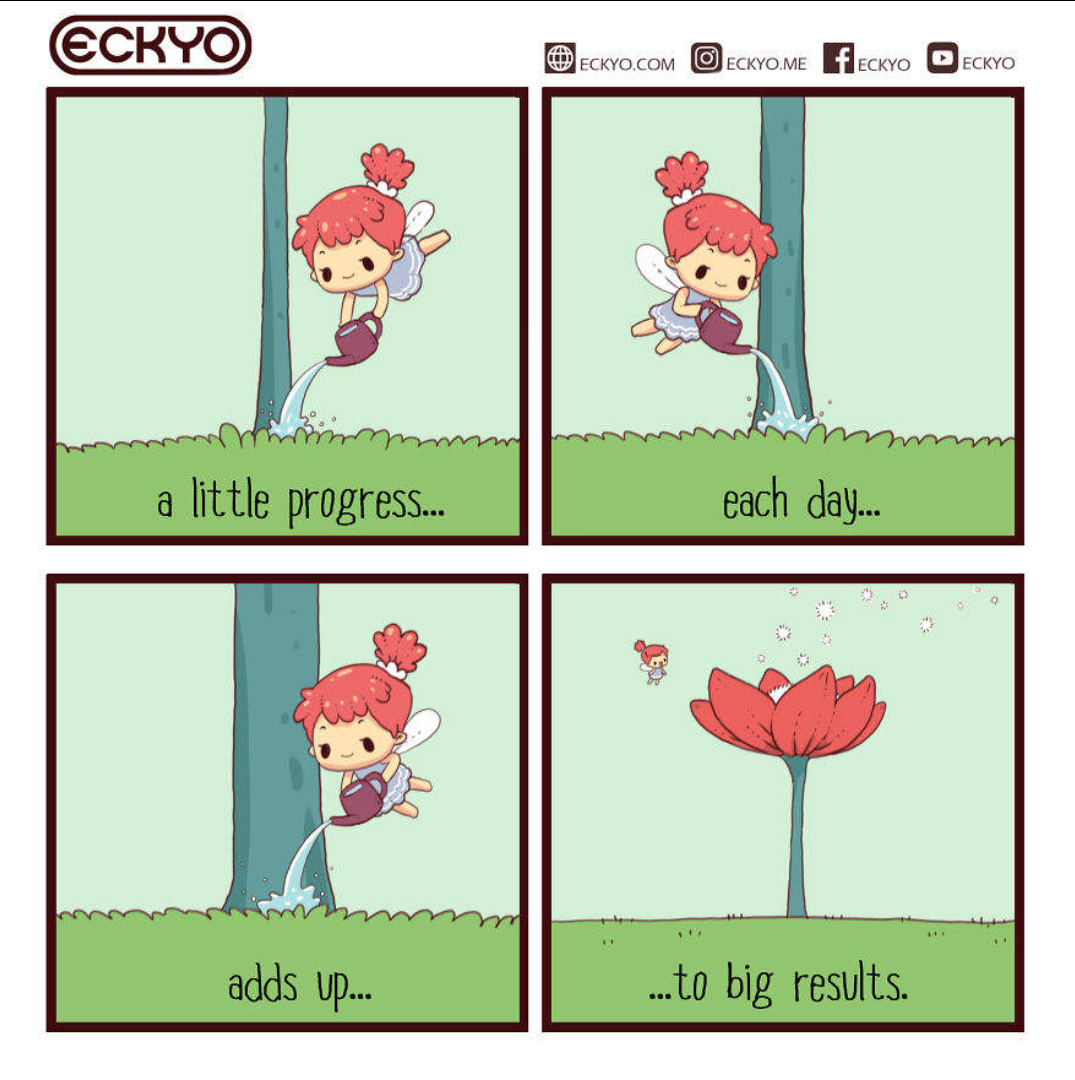 ECKYO
ECKYO.COM ECKYO.ME ECKYO ECKYO
a little progress...
each day...
adds up...
...to big results.